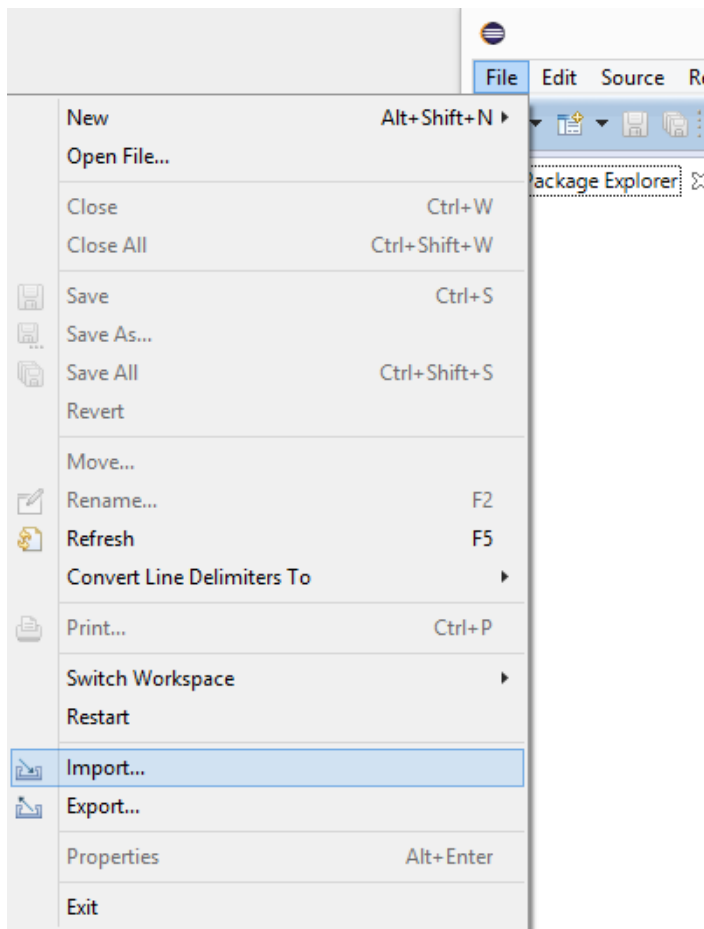 File Edit Source
New Alt+Shift+N
Open File...
Package Explorer
Close Ctrl+W
Close All Ctrl+Shift+W
Save Ctrl+S
Save As...
Save All Ctrl+Shift+S
Revert
Move...
Rename... F2
Refresh F5
Convert Line Delimiters To
Print... Ctrl+P
Switch Workspace
Restart
Import...
Export...
Properties Alt+Enter
Exit